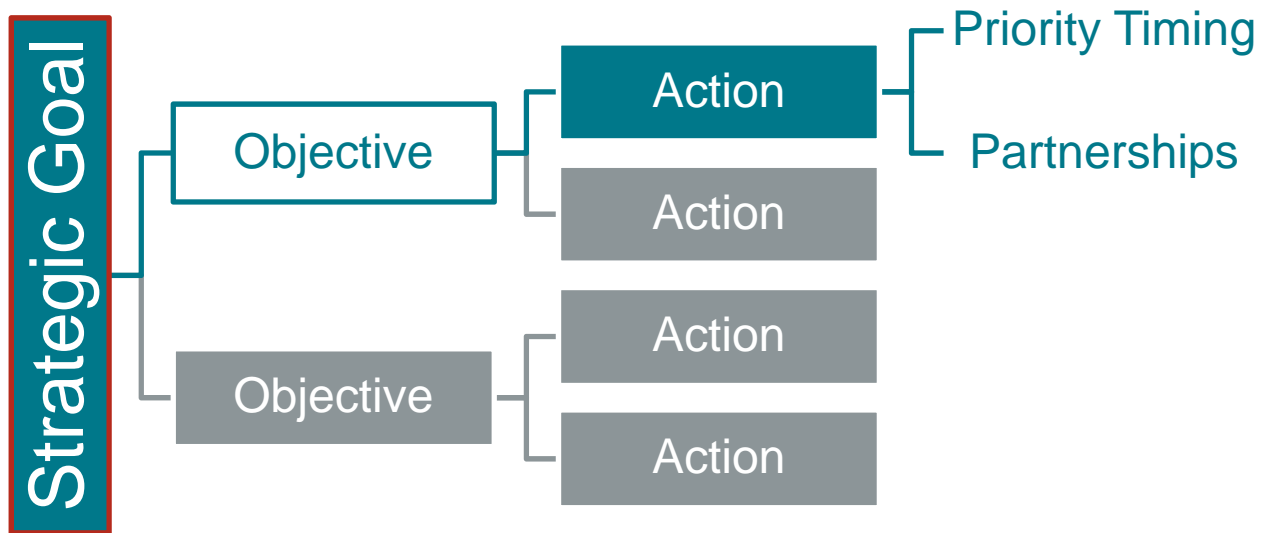 Strategic Goal
Objective
Action
Priority Timing
Partnerships
Action
Objective
Action
Action